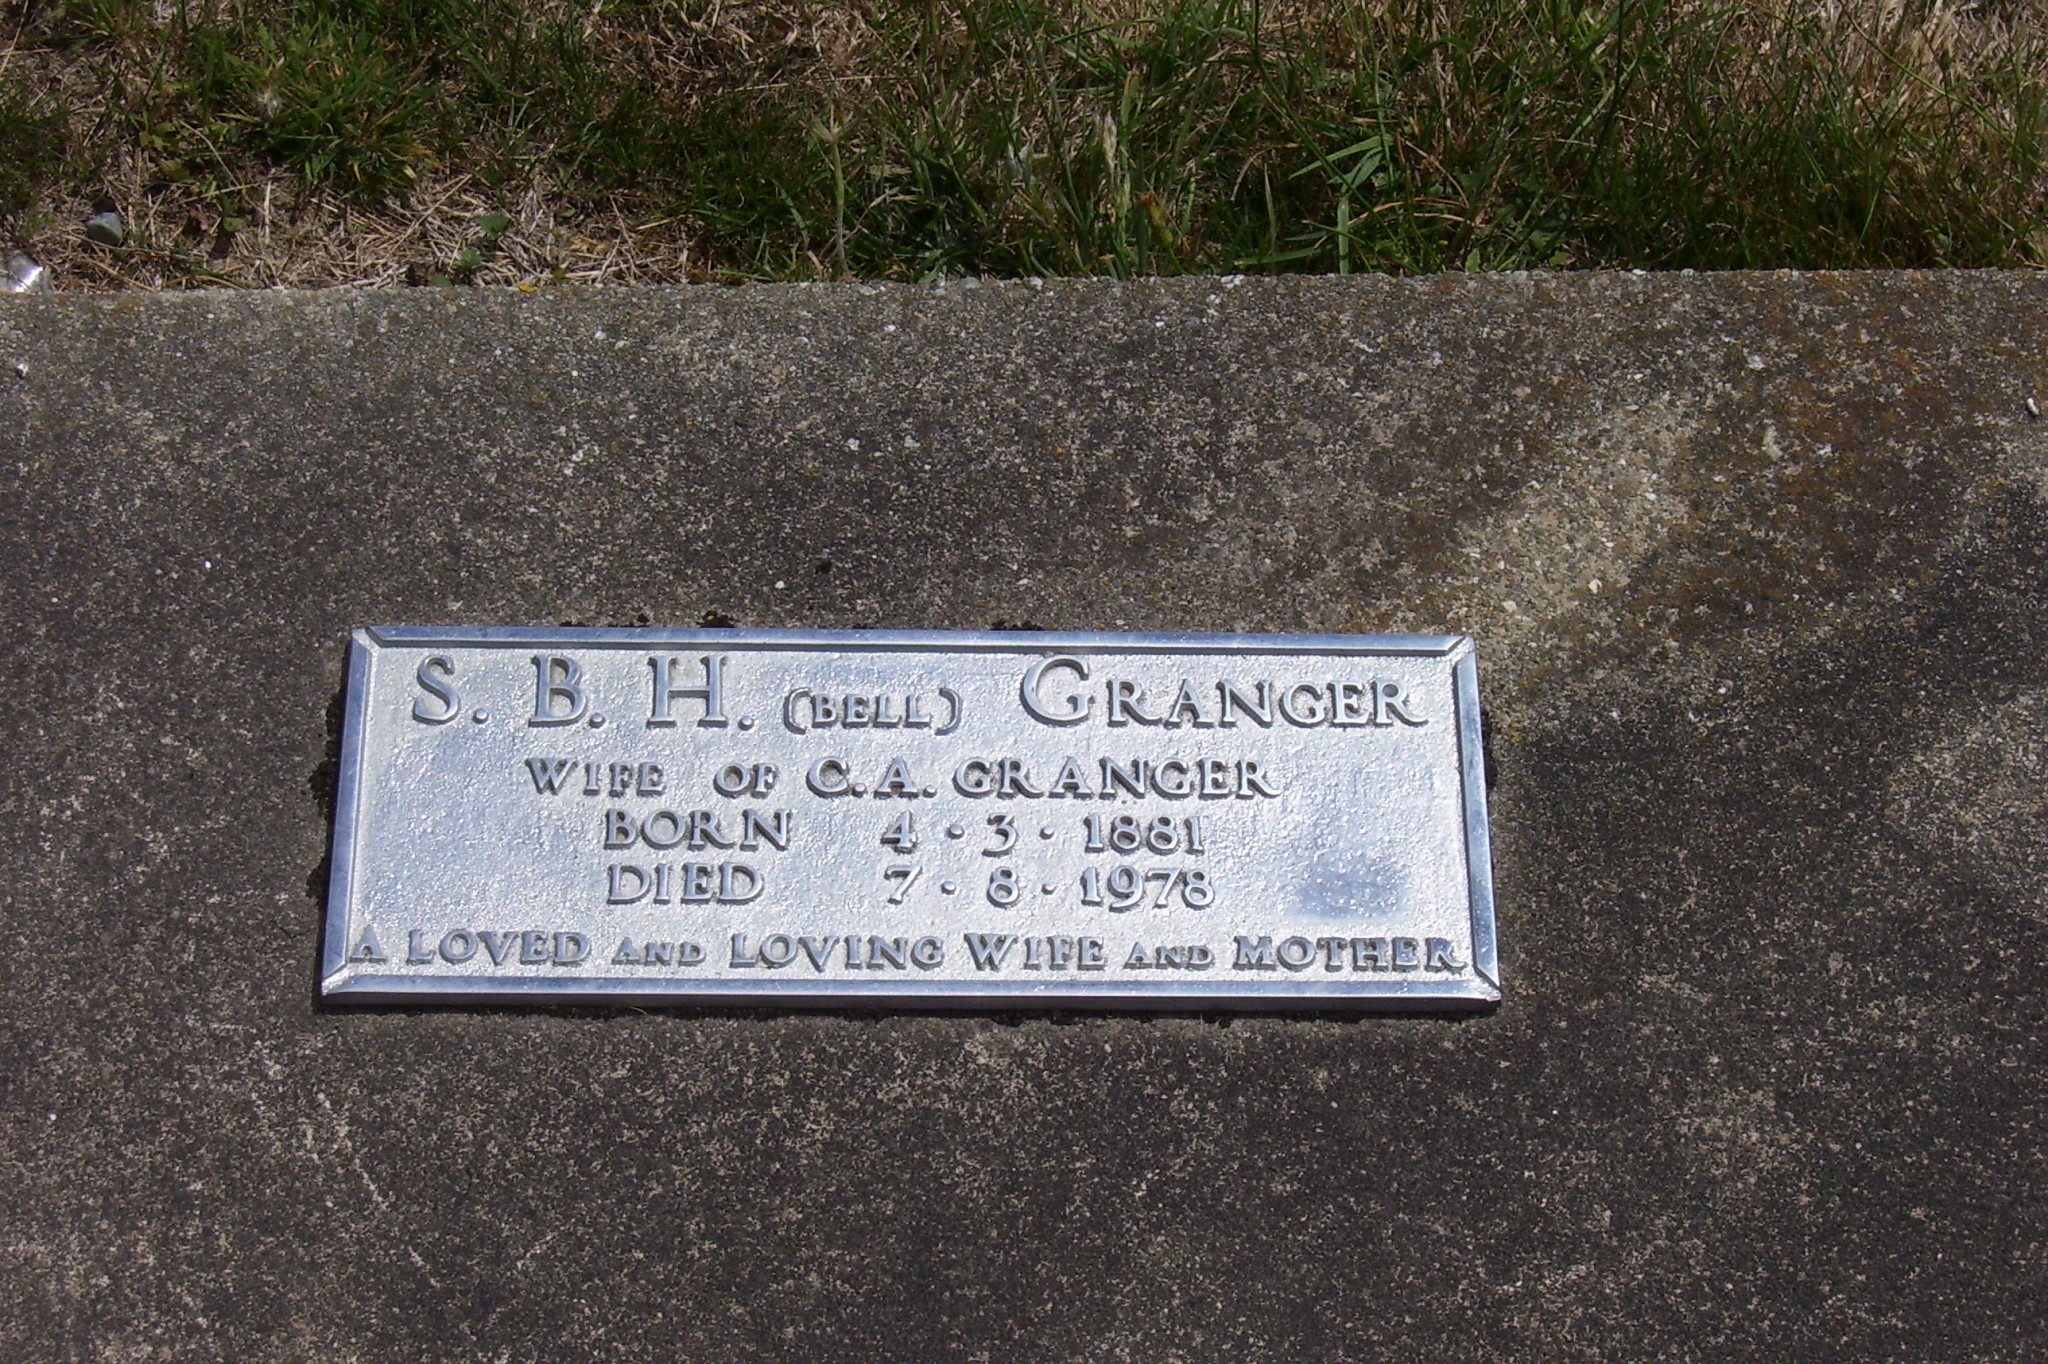 S. B. H. (BELL) GRANGER
WIFE OF C.A. GRANGER
BORN 4·3·1881
DIED 7·8·1978
A LOVED AND LOVING WIFE AND MOTHER